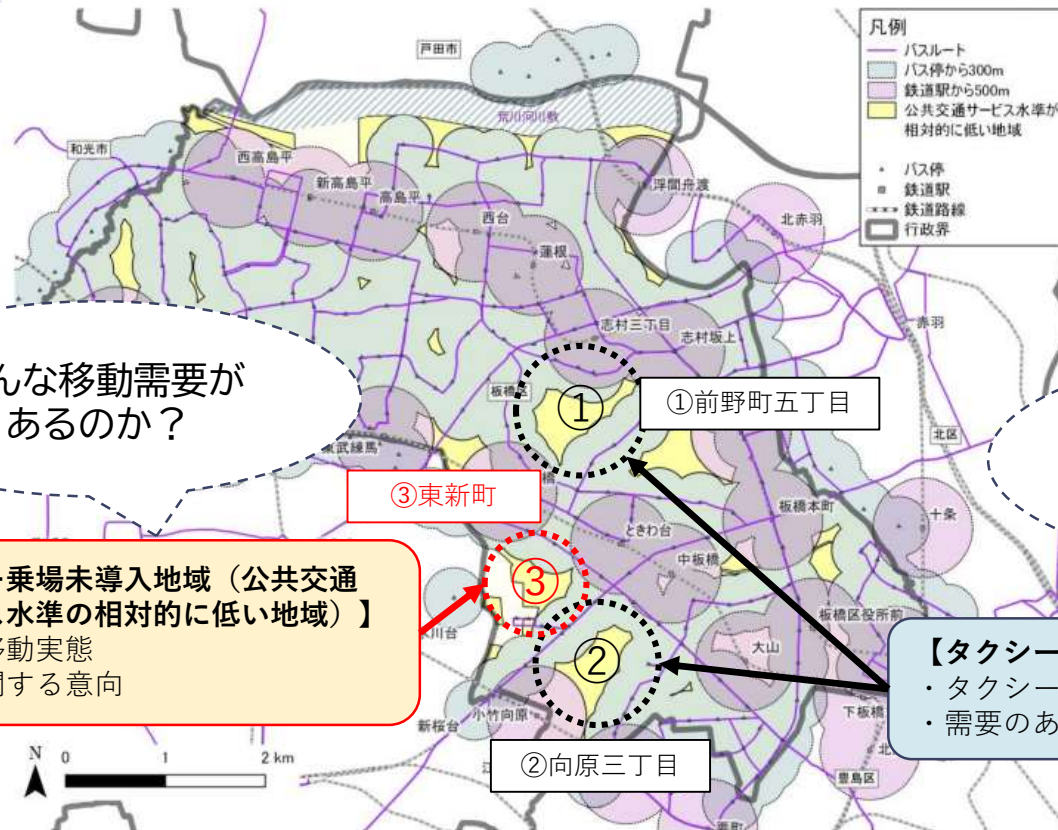 凡例
バスルート
バス停から300m
鉄道駅から500m
公共交通サービス水準が
相対的に低い地域
バス停
鉄道駅
鉄道路線
行政界
戸田市
荒川河川敷
和光市
西高島平
新高島平
高島平
西台
蓮根
浮間舟渡
北赤羽
赤羽
志村三丁目
志村坂上
板橋区
①
①前野町五丁目
北区
んな移動需要が
あるのか？
東武練馬
③東新町
ときわ台
板橋本町
十条
中板橋
③
乗場未導入地域（公共交通
水準の相対的に低い地域）】
移動実態
関する意向
川台
②
大山
板橋区役所前
【タクシー
・タクシー
・需要のあ
下板橋
新桜台
小竹向原
②向原三丁目
豊島区
N
0
1
2 km